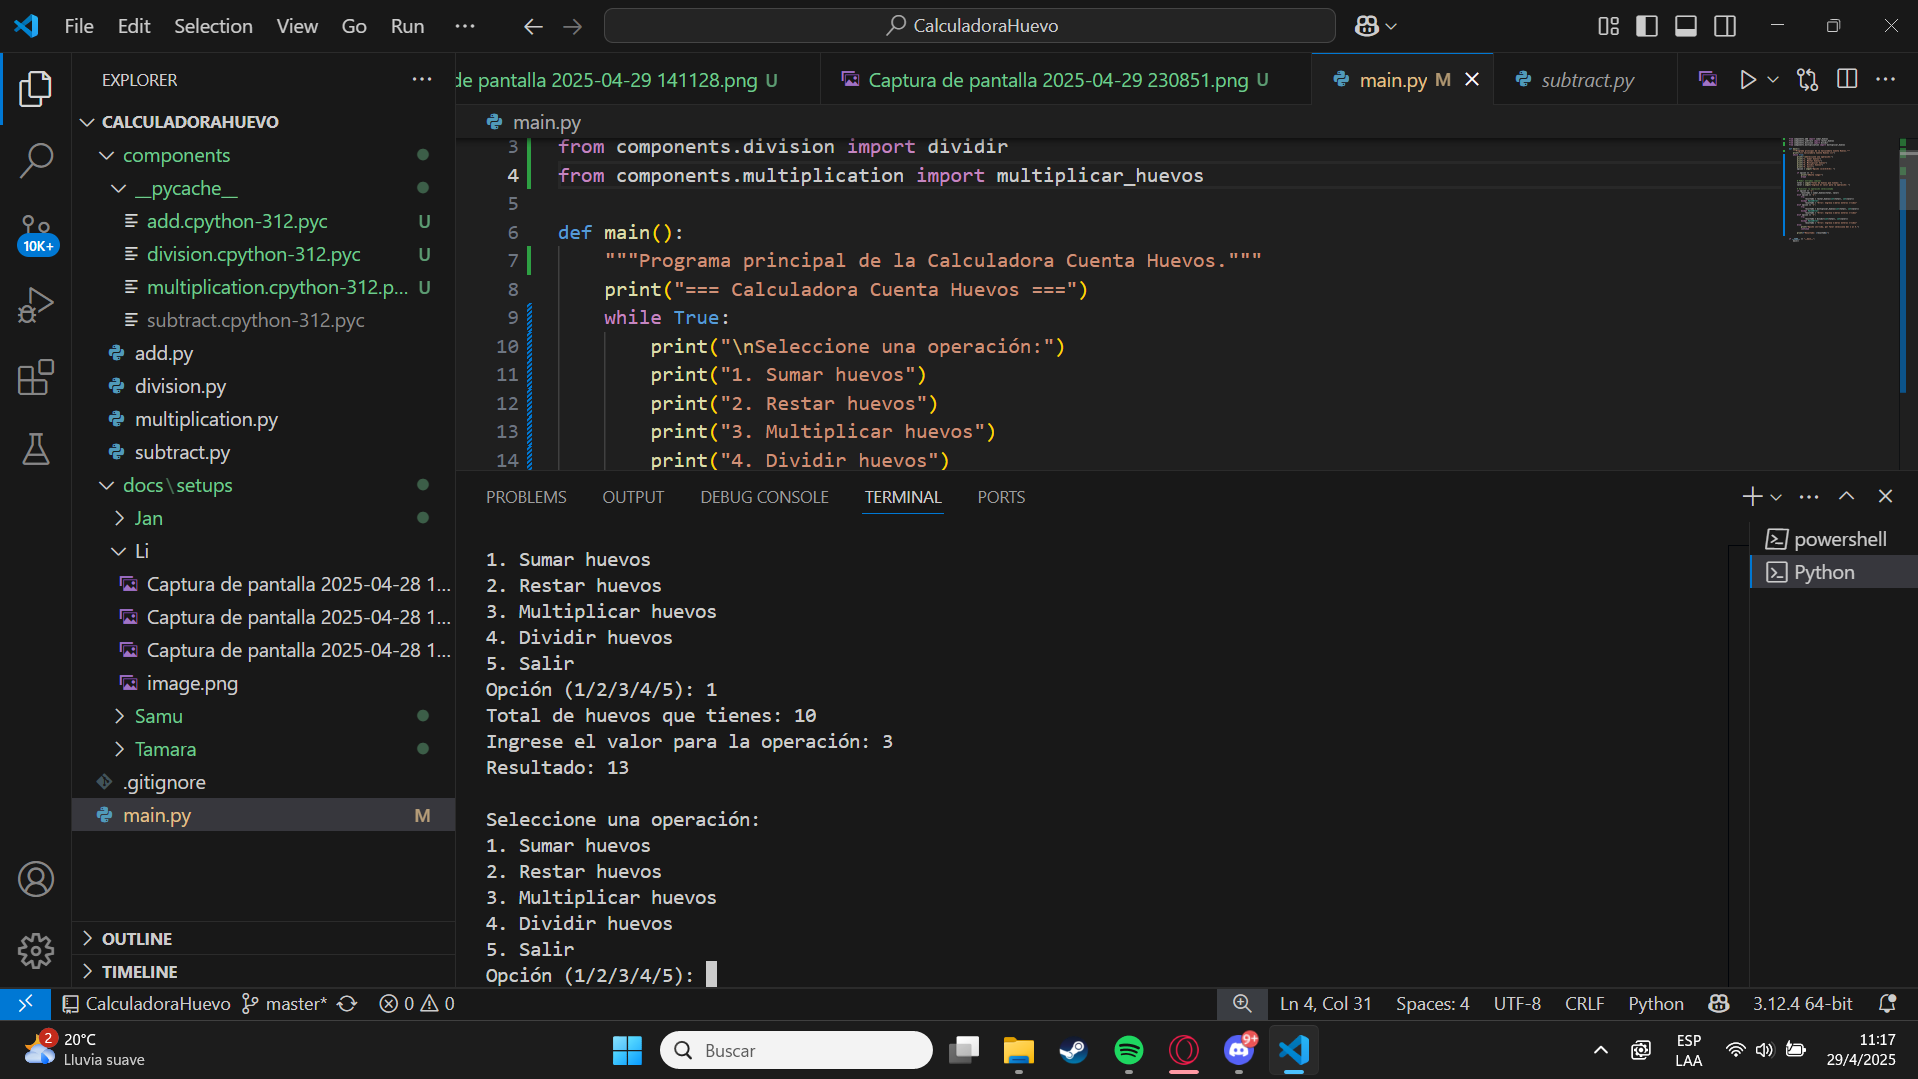 File Edit Selection View Go Run ··· CalculadoraHuevo
EXPLORER
CALCULADORAHUEVO
components
__pycache__
add.cpython-312.pyc U
division.cpython-312.pyc U
multiplication.cpython-312.p... U
subtract.cpython-312.pyc
add.py
division.py
multiplication.py
subtract.py
docs\setups
Jan
Li
Captura de pantalla 2025-04-28 1...
Captura de pantalla 2025-04-28 1...
Captura de pantalla 2025-04-28 1...
image.png
Samu
Tamara
.gitignore
main.py M
OUTLINE
TIMELINE
10K+
de pantalla 2025-04-29 141128.png U
Captura de pantalla 2025-04-29 230851.png U
main.py M
subtract.py
main.py
3 from components.division import dividir
4 from components.multiplication import multiplicar_huevos
5
6 def main():
7 """Programa principal de la Calculadora Cuenta Huevos."""
8 print("=== Calculadora Cuenta Huevos ===")
9 while True:
10 print("\nSeleccione una operación:")
11 print("1. Sumar huevos")
12 print("2. Restar huevos")
13 print("3. Multiplicar huevos")
14 print("4. Dividir huevos")
PROBLEMS OUTPUT DEBUG CONSOLE TERMINAL PORTS
1. Sumar huevos
2. Restar huevos
3. Multiplicar huevos
4. Dividir huevos
5. Salir
Opción (1/2/3/4/5): 1
Total de huevos que tienes: 10
Ingrese el valor para la operación: 3
Resultado: 13
Seleccione una operación:
1. Sumar huevos
2. Restar huevos
3. Multiplicar huevos
4. Dividir huevos
5. Salir
Opción (1/2/3/4/5):
powershell
Python
CalculadoraHuevo master* 0 0 Ln 4, Col 31 Spaces: 4 UTF-8 CRLF Python 3.12.4 64-bit
2
20°C
Lluvia suave
Buscar
9+
ESP
LAA
11:17
29/4/2025